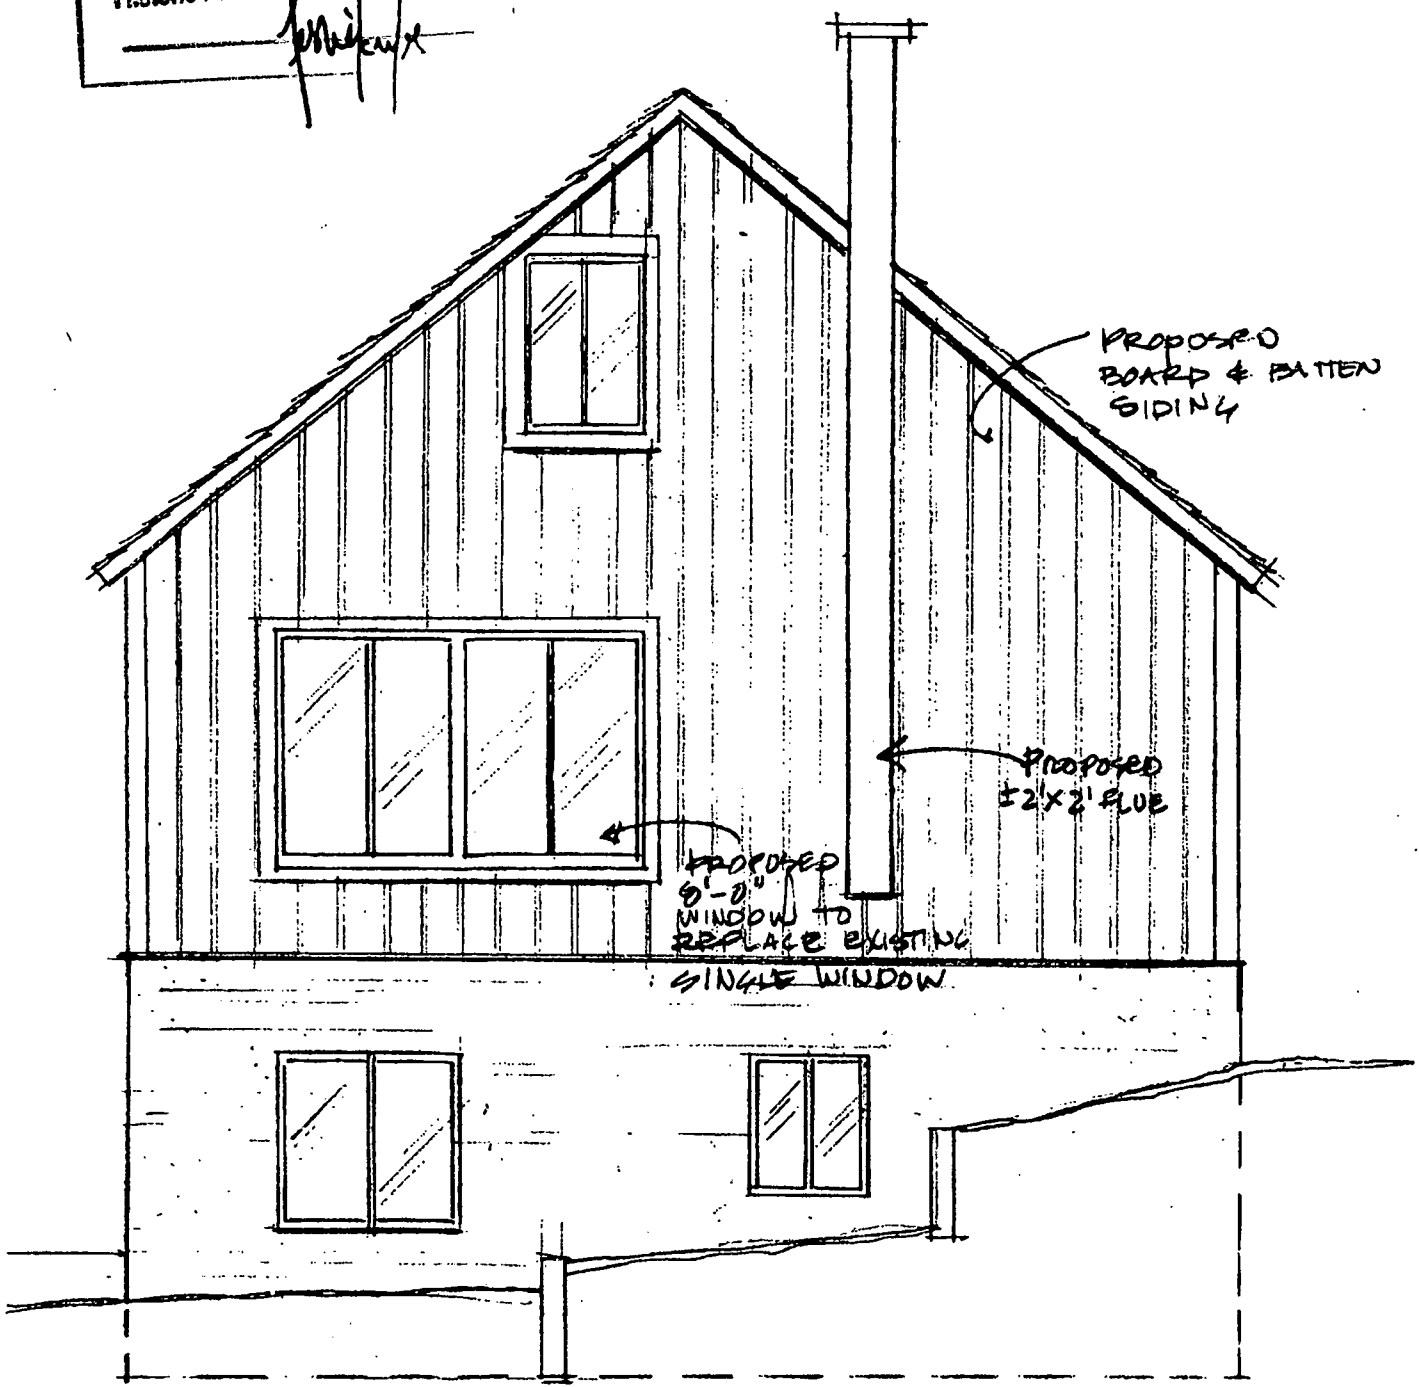 PROPOSED
BOARD & BATTEN
SIDING
PROPOSED
±2'x2' FLUE
PROPOSED
8'-0"
WINDOW TO
REPLACE EXISTING
SINGLE WINDOW